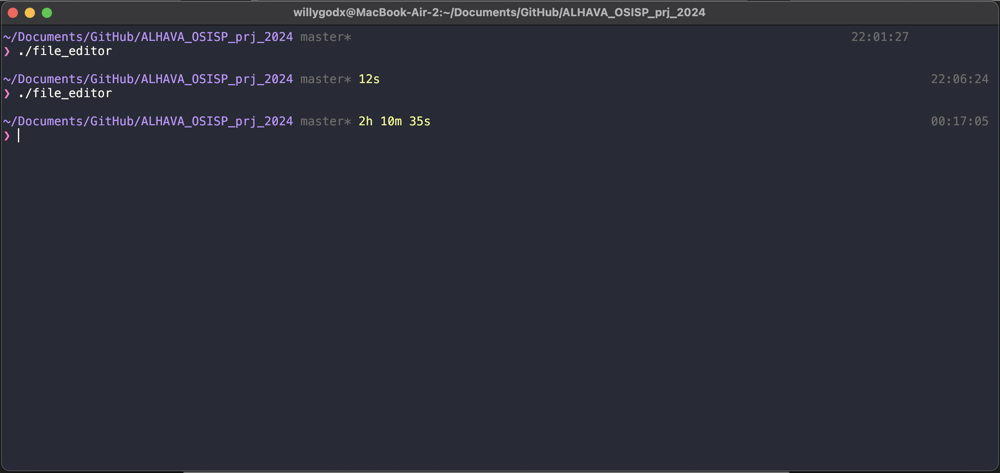 willygodx@MacBook-Air-2:~/Documents/GitHub/ALHAVA_OSISP_prj_2024
~/Documents/GitHub/ALHAVA_OSISP_prj_2024 master* 22:01:27
❯ ./file_editor
~/Documents/GitHub/ALHAVA_OSISP_prj_2024 master* 12s 22:06:24
❯ ./file_editor
~/Documents/GitHub/ALHAVA_OSISP_prj_2024 master* 2h 10m 35s 00:17:05
❯